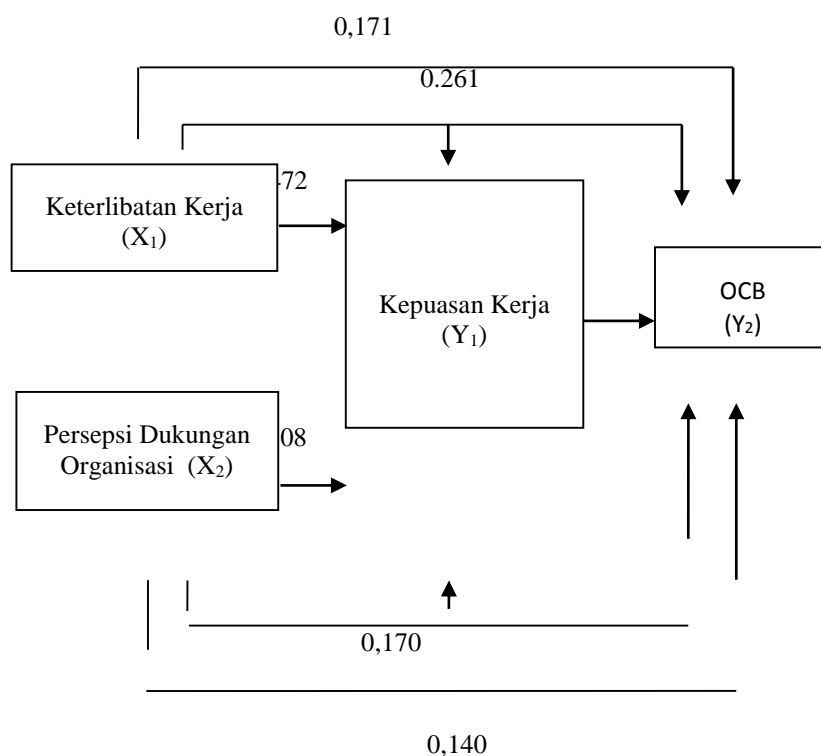 0,171
0.261
72
Keterlibatan Kerja
(X₁)
Kepuasan Kerja
(Y₁)
OCB
(Y₂)
Persepsi Dukungan
Organisasi (X₂)
08
0,170
0,140